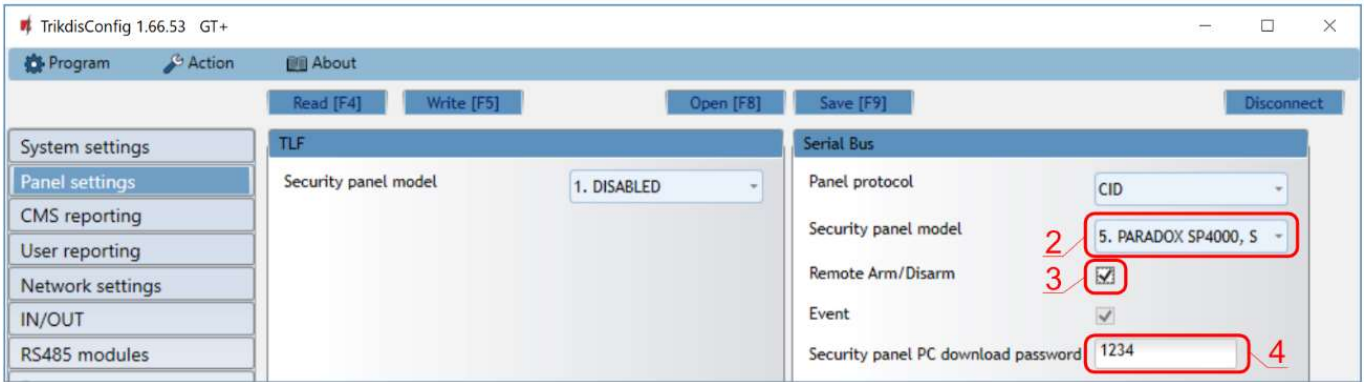 TrikdisConfig 1.66.53 GT+
Program Action About
Read [F4] Write [F5] Open [F8] Save [F9] Disconnect
System settings
Panel settings
CMS reporting
User reporting
Network settings
IN/OUT
RS485 modules
TLF
Security panel model 1. DISABLED
Serial Bus
Panel protocol CID
Security panel model 2 5. PARADOX SP4000, S
Remote Arm/Disarm 3
Event
Security panel PC download password 1234 4